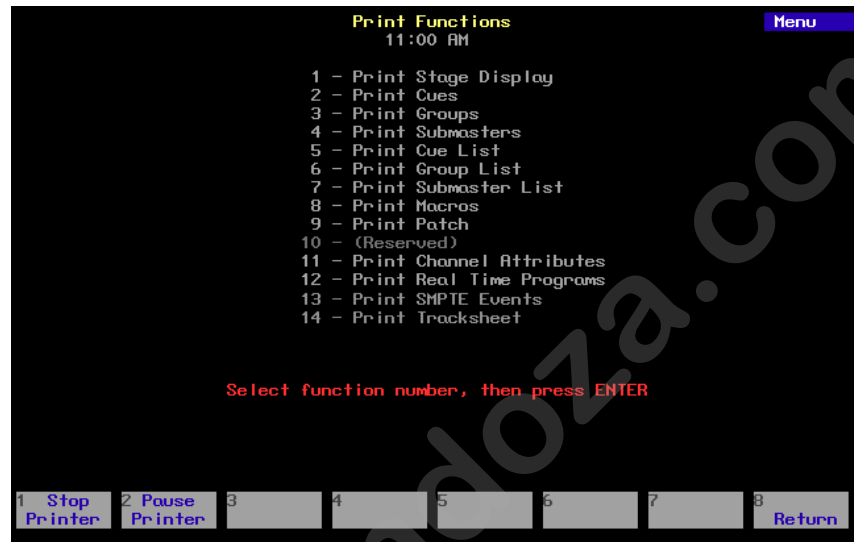 Print Functions
Menu
11:00 AM
1 - Print Stage Display
2 - Print Cues
3 - Print Groups
4 - Print Submasters
5 - Print Cue List
6 - Print Group List
7 - Print Submaster List
8 - Print Macros
9 - Print Patch
10 - (Reserved)
11 - Print Channel Attributes
12 - Print Real Time Programs
13 - Print SMPTE Events
14 - Print Tracksheet
Select function number, then press ENTER
1 Stop Printer
2 Pause Printer
3
4
5
6
7
8 Return
ndoza.com